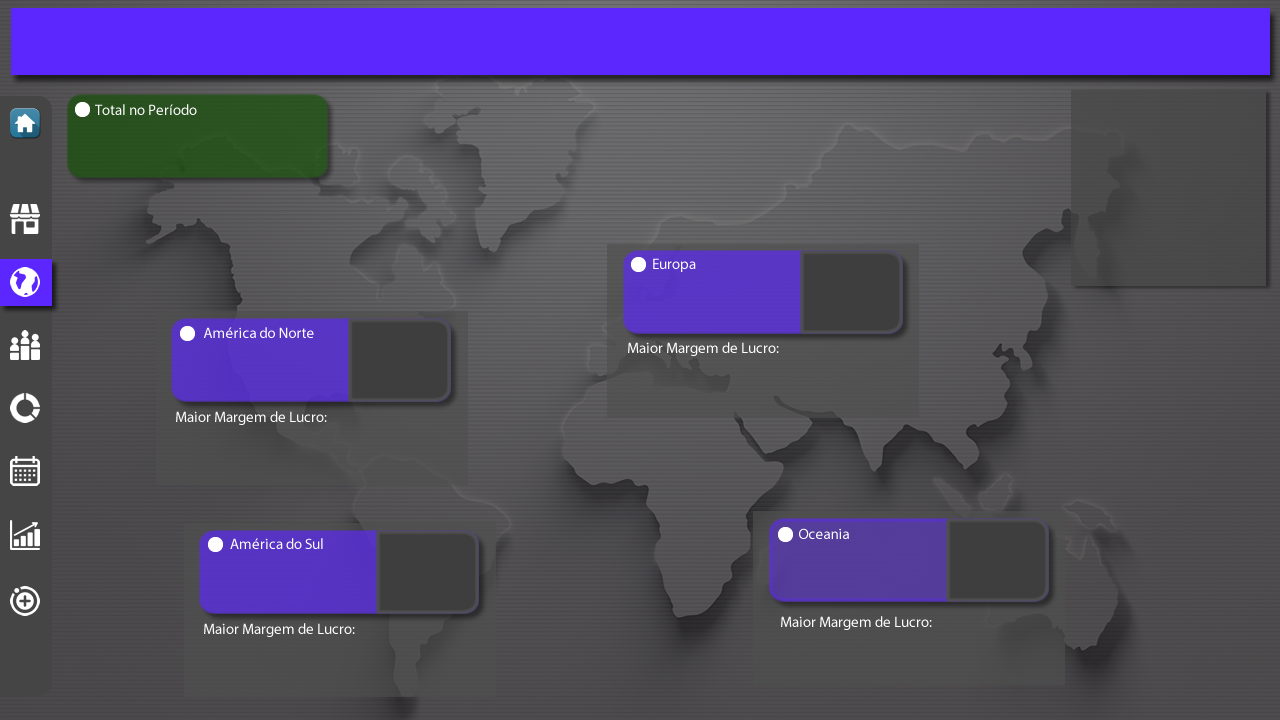 Total no Período
Europa
Maior Margem de Lucro:
América do Norte
Maior Margem de Lucro:
América do Sul
Maior Margem de Lucro:
Oceania
Maior Margem de Lucro: